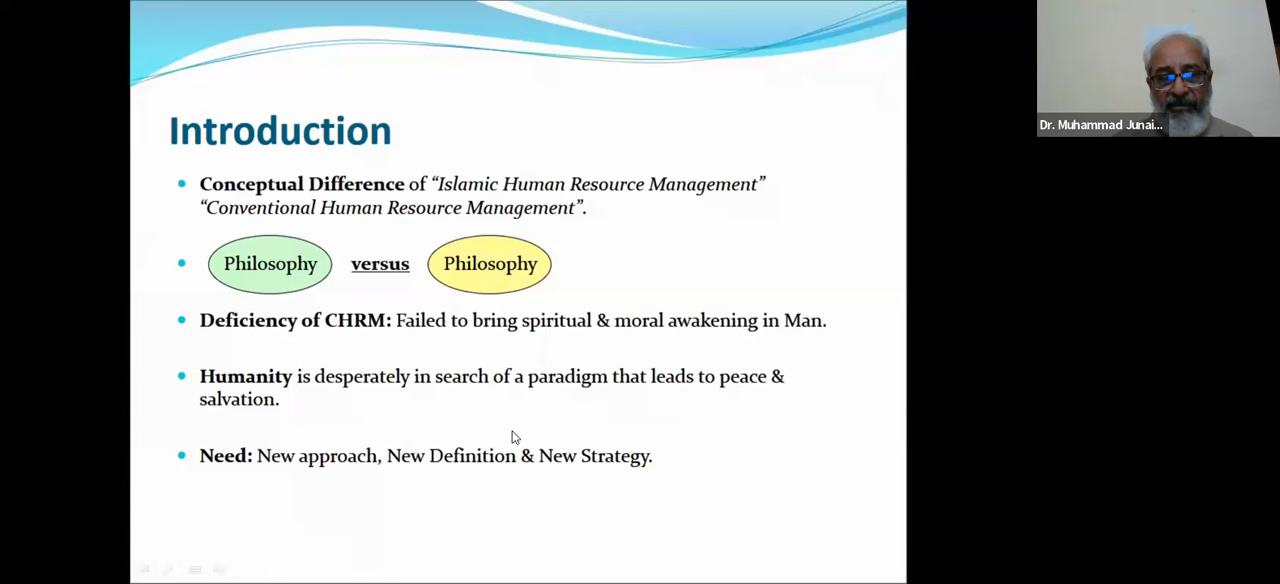 Introduction
Conceptual Difference of “Islamic Human Resource Management”
“Conventional Human Resource Management”.
Philosophy versus Philosophy
Deficiency of CHRM: Failed to bring spiritual & moral awakening in Man.
Humanity is desperately in search of a paradigm that leads to peace &
salvation.
Need: New approach, New Definition & New Strategy.
Dr. Muhammad Junai...